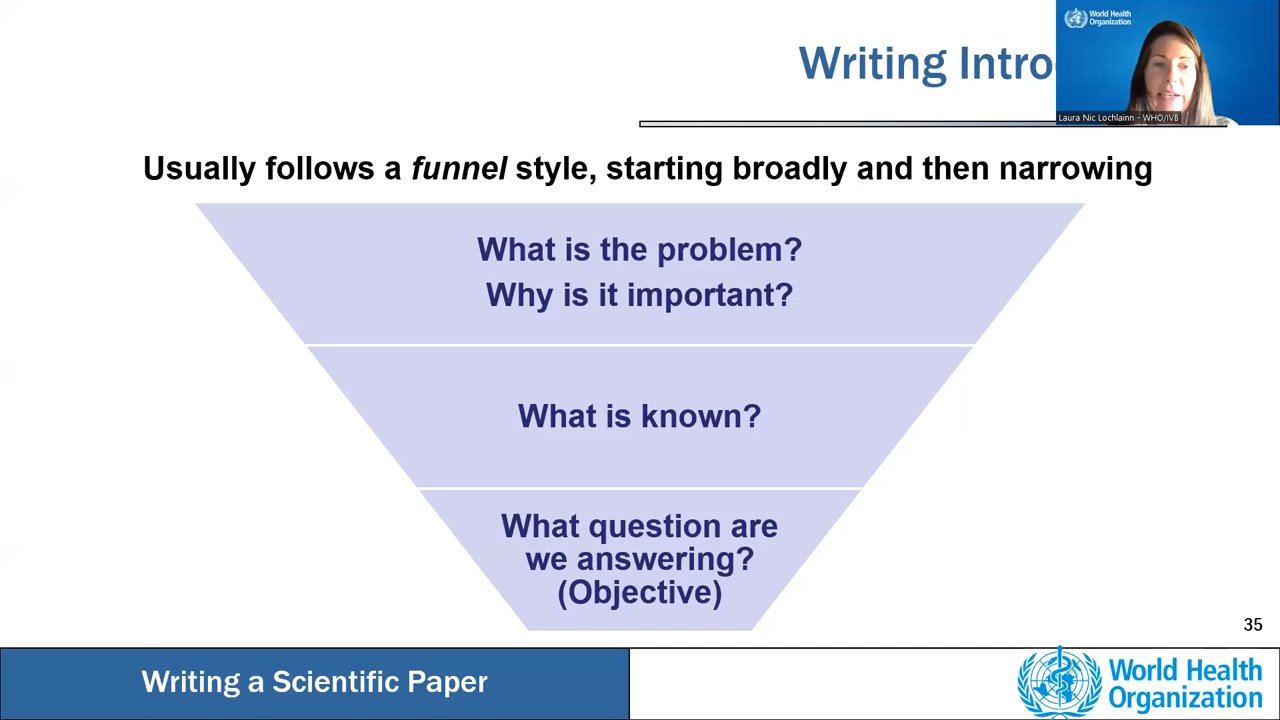 Writing Intro
World Health
Organization
Laura Nic Lochlainn - WHO/IVB
Usually follows a funnel style, starting broadly and then narrowing
What is the problem?
Why is it important?
What is known?
What question are
we answering?
(Objective)
35
Writing a Scientific Paper
World Health
Organization